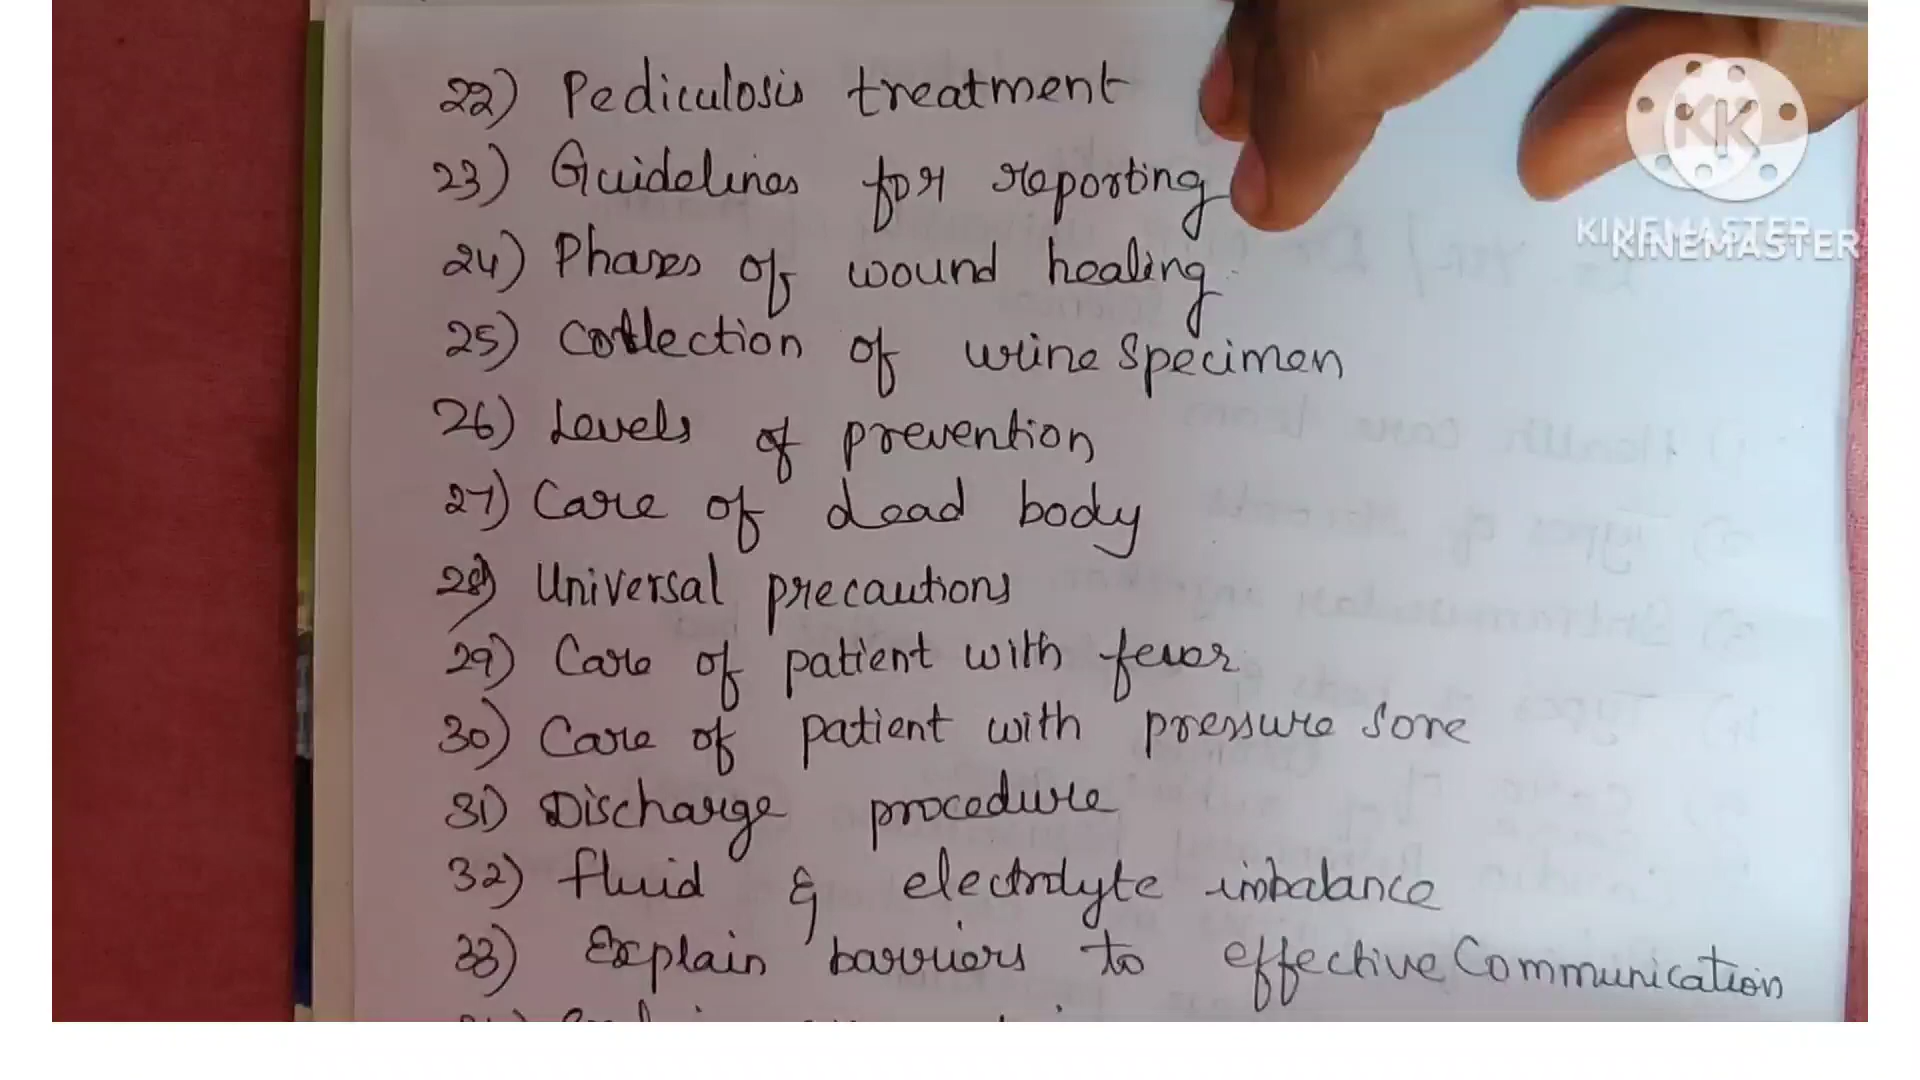 22) Pediculosis treatment
23) Guidelines for reporting
24) Phases of wound healing
25) Collection of urine specimen
26) Levels of prevention
27) Care of dead body
28) Universal precautions
29) Care of patient with fever
30) Care of patient with pressure sore
31) Discharge procedure
32) fluid & electrolyte imbalance
33) Explain barriers to effective Communication
KK
KINEMASTER
KINEMASTER